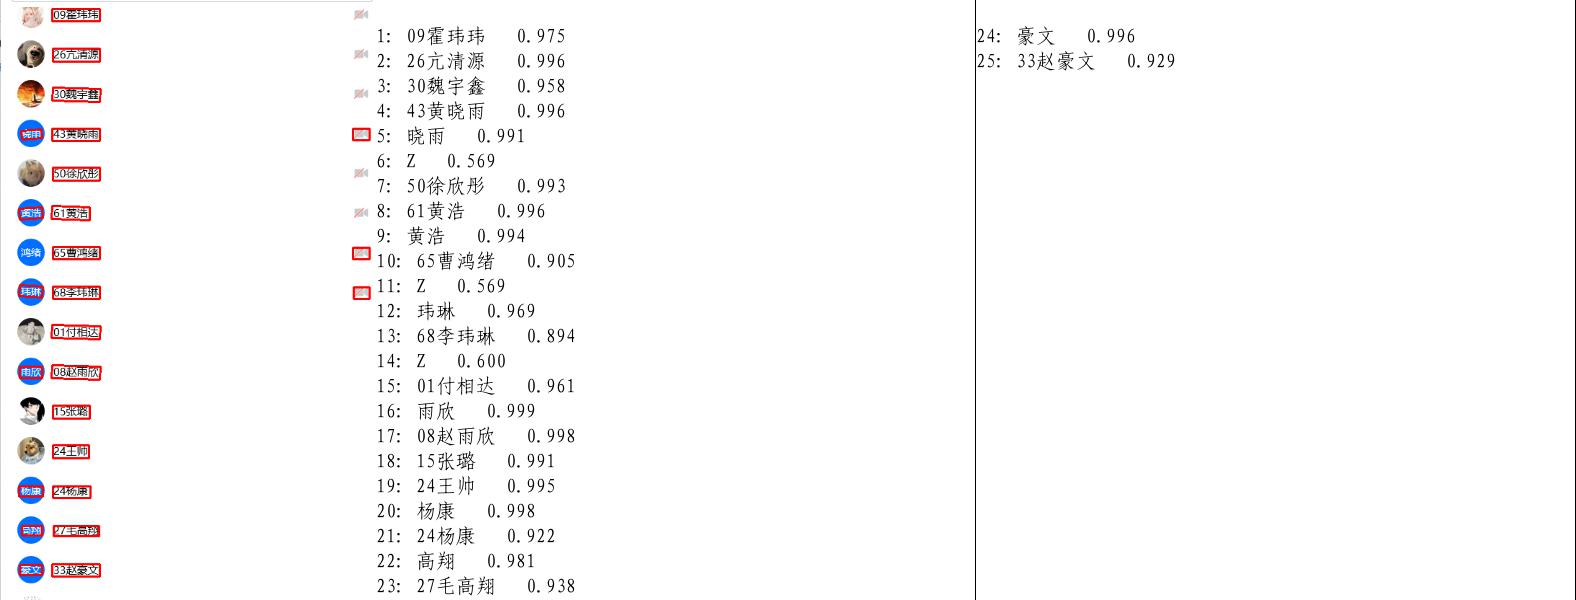 09霍玮玮
26亢清源
30魏宇鑫
晓雨 43黄晓雨
50徐欣彤
黄浩 61黄浩
鸿绪 65曹鸿绪
玮琳 68李玮琳
01付相达
雨欣 08赵雨欣
15张璐
24王帅
杨康 24杨康
高翔 27毛高翔
豪文 33赵豪文
1: 09霍玮玮 0.975
2: 26亢清源 0.996
3: 30魏宇鑫 0.958
4: 43黄晓雨 0.996
5: 晓雨 0.991
6: Z 0.569
7: 50徐欣彤 0.993
8: 61黄浩 0.996
9: 黄浩 0.994
10: 65曹鸿绪 0.905
11: Z 0.569
12: 玮琳 0.969
13: 68李玮琳 0.894
14: Z 0.600
15: 01付相达 0.961
16: 雨欣 0.999
17: 08赵雨欣 0.998
18: 15张璐 0.991
19: 24王帅 0.995
20: 杨康 0.998
21: 24杨康 0.922
22: 高翔 0.981
23: 27毛高翔 0.938
24: 豪文 0.996
25: 33赵豪文 0.929